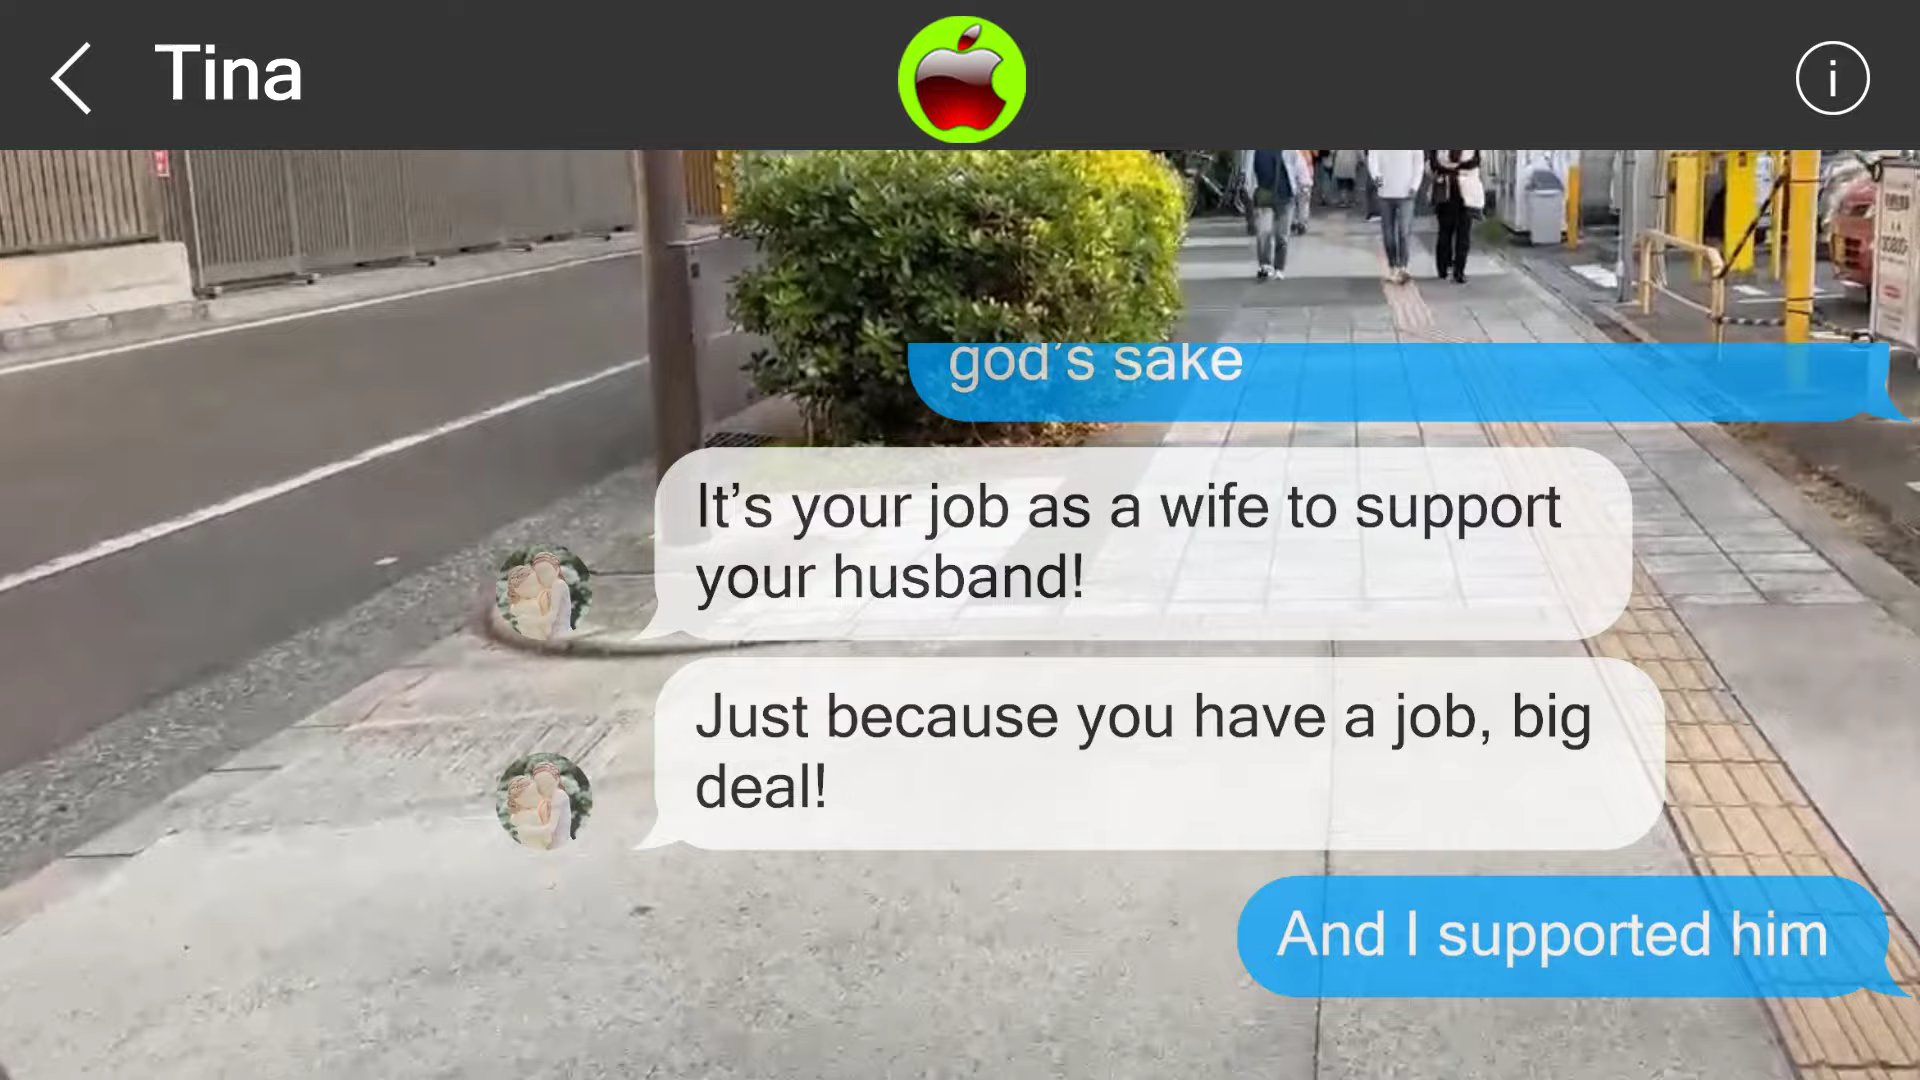 Tina
i
god's sake
It’s your job as a wife to support
your husband!
Just because you have a job, big
deal!
And I supported him